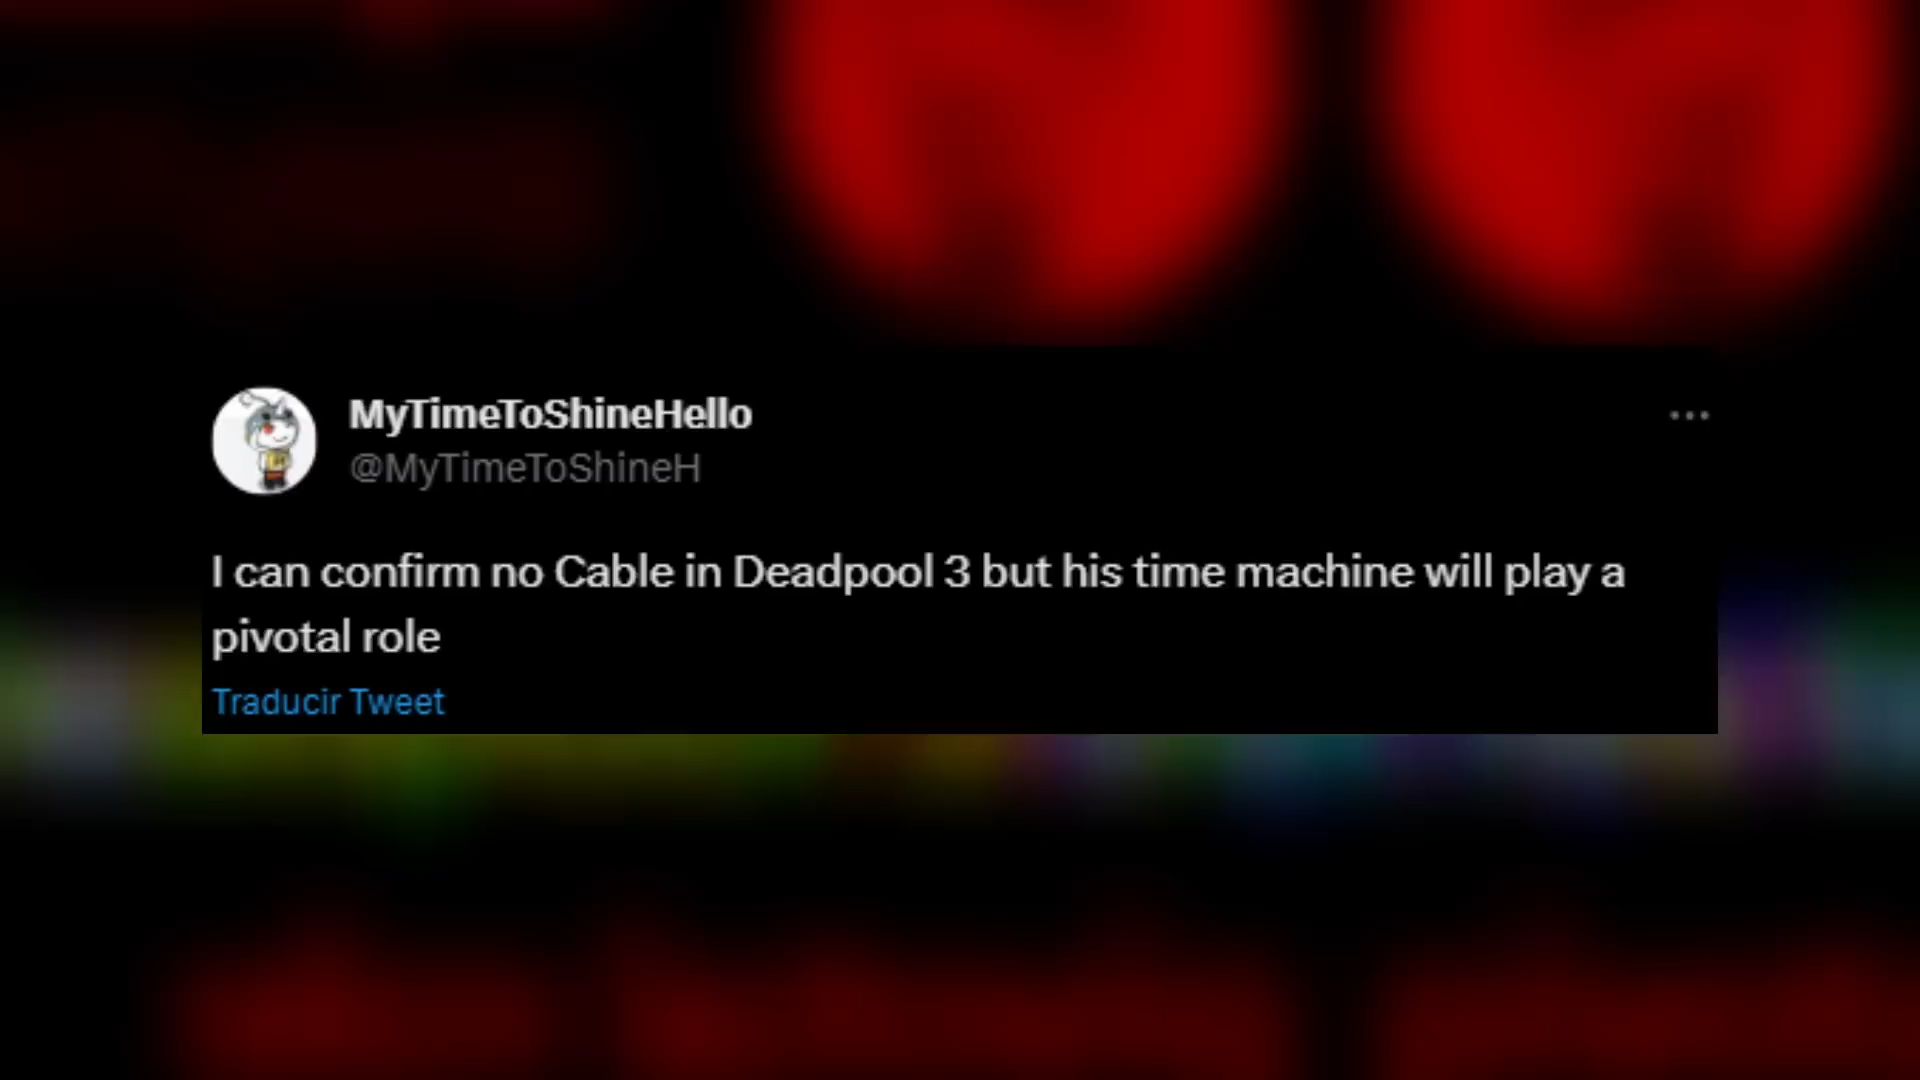 MyTimeToShineHello
@MyTimeToShineH
I can confirm no Cable in Deadpool 3 but his time machine will play a
pivotal role
Traducir Tweet